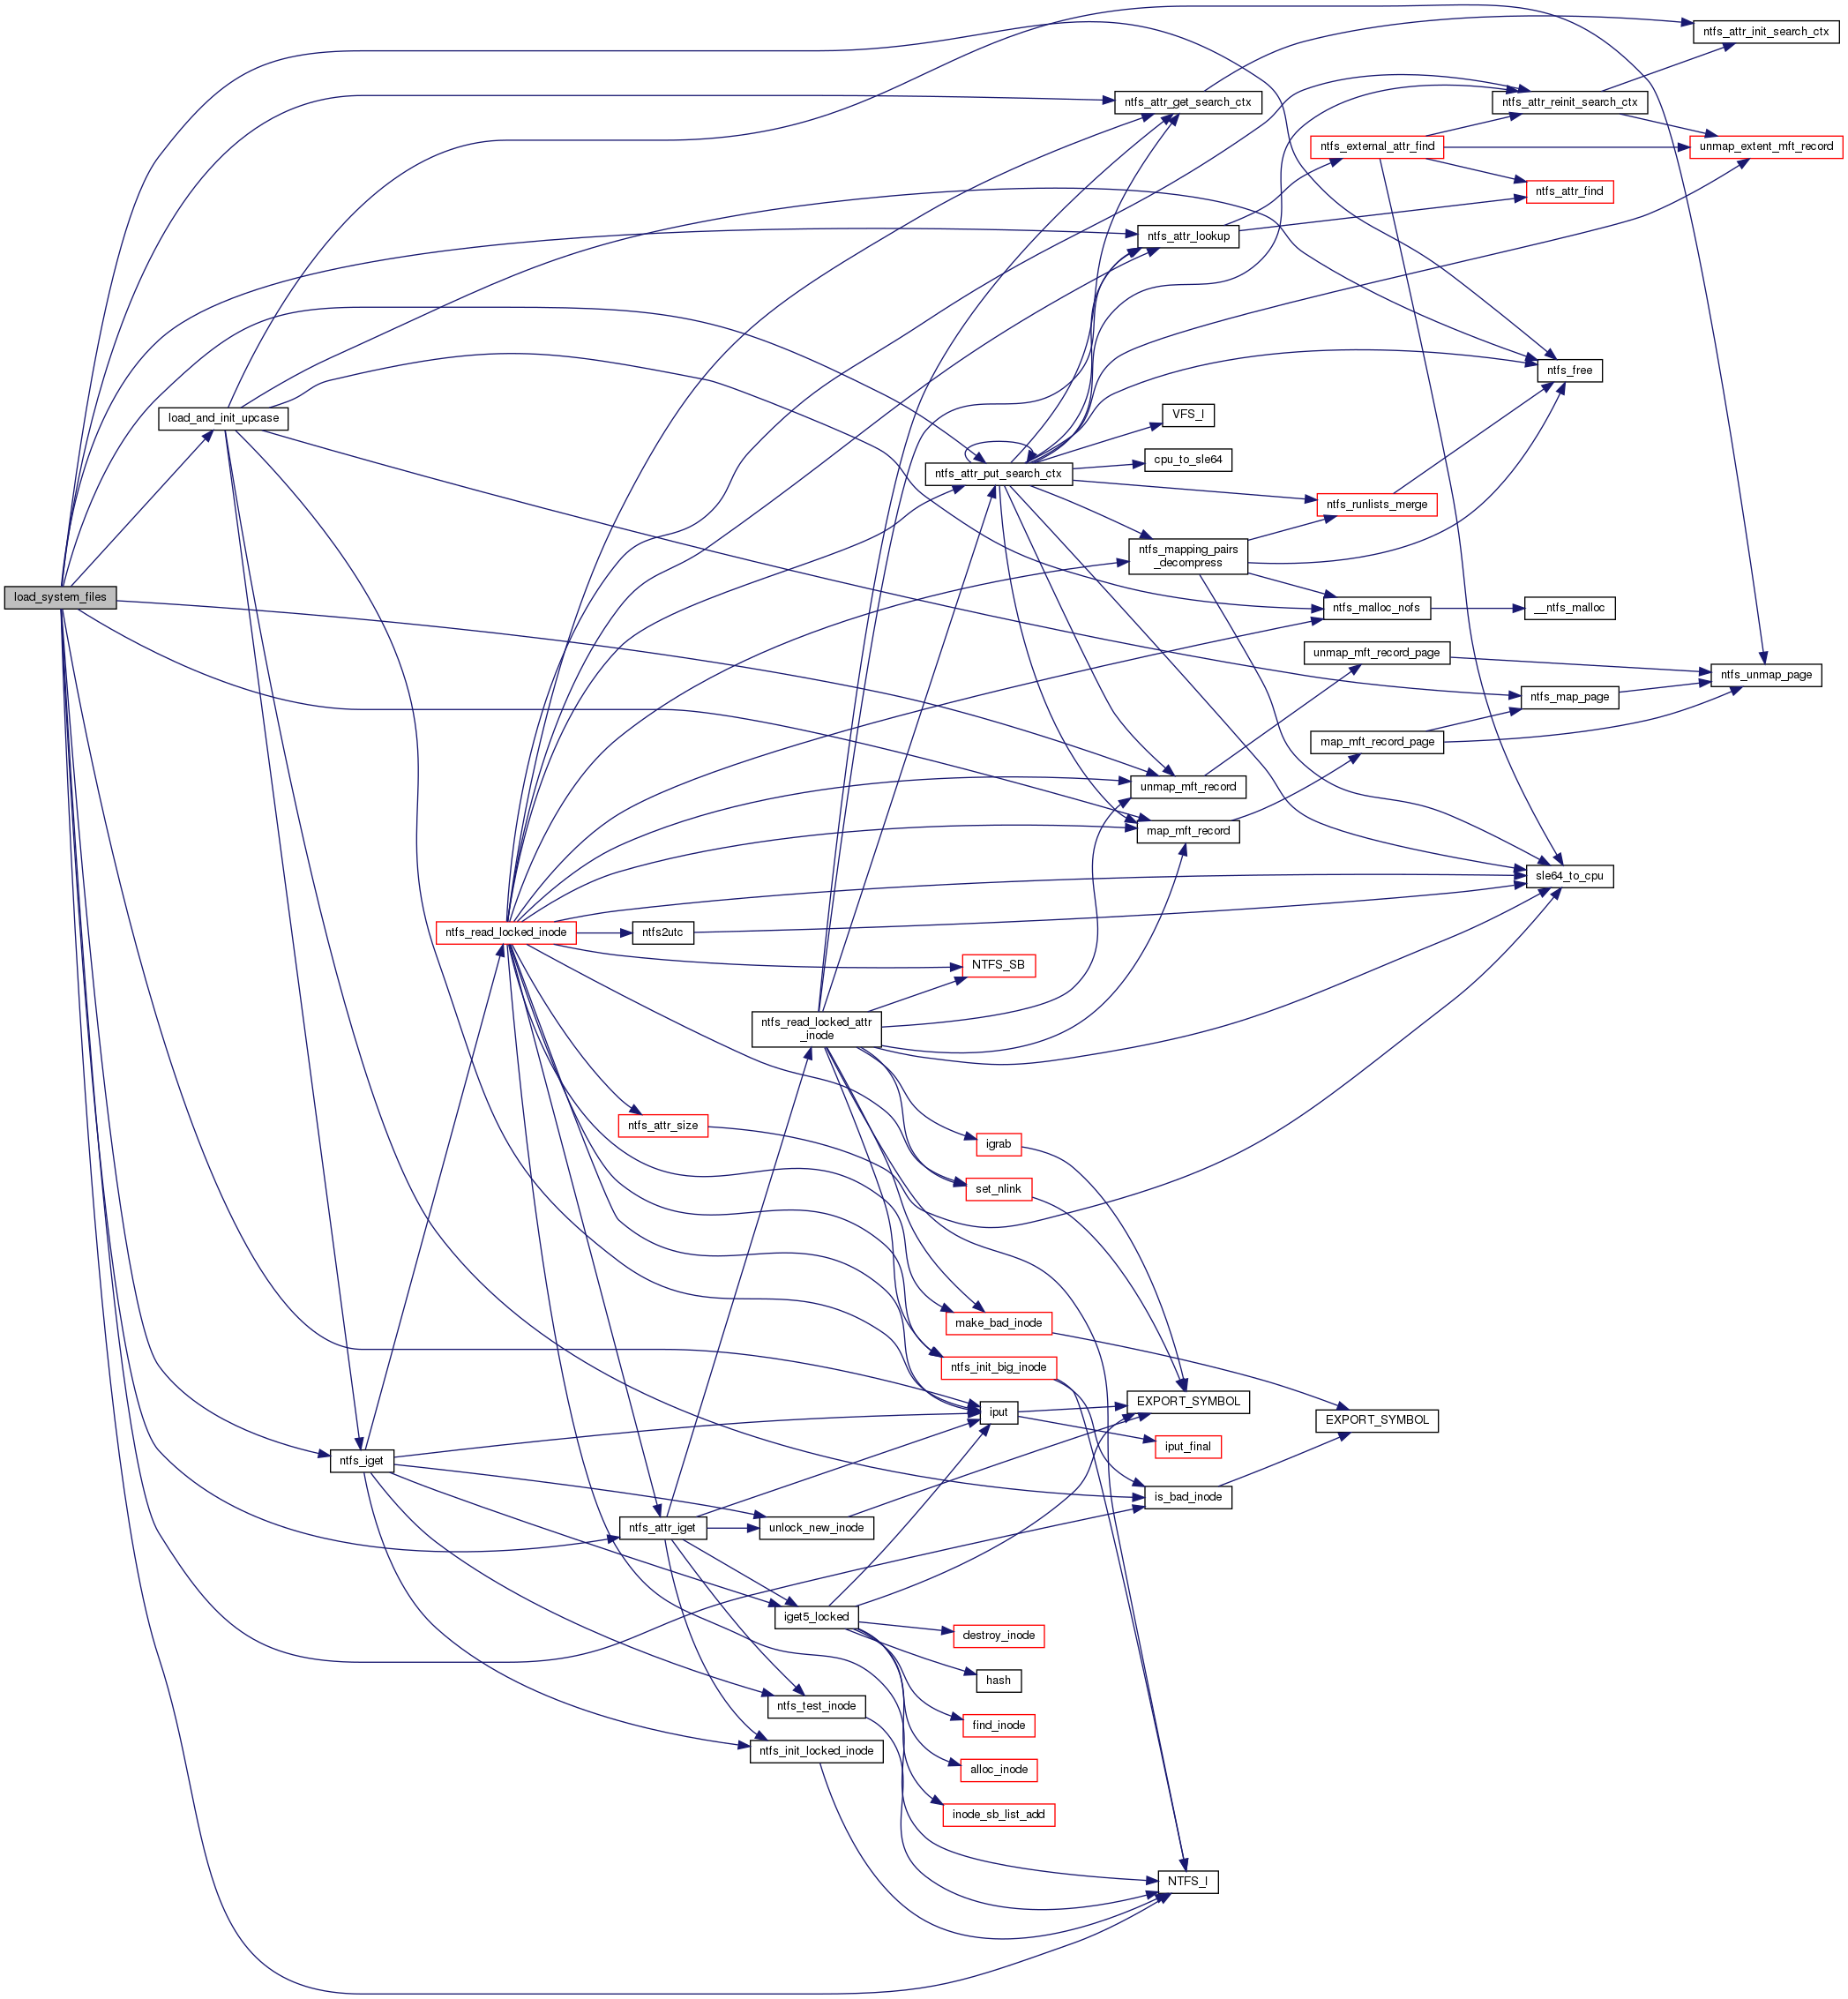 ntfs_attr_init_search_ctx
ntfs_attr_get_search_ctx
ntfs_attr_reinit_search_ctx
ntfs_external_attr_find
unmap_extent_mft_record
ntfs_attr_find
ntfs_attr_lookup
ntfs_free
load_and_init_upcase
VFS_I
cpu_to_sle64
ntfs_attr_put_search_ctx
ntfs_runlists_merge
ntfs_mapping_pairs
_decompress
load_system_files
ntfs_malloc_nofs
__ntfs_malloc
unmap_mft_record_page
ntfs_unmap_page
ntfs_map_page
map_mft_record_page
unmap_mft_record
map_mft_record
sle64_to_cpu
ntfs_read_locked_inode
ntfs2utc
NTFS_SB
ntfs_read_locked_attr
_inode
ntfs_attr_size
igrab
set_nlink
make_bad_inode
ntfs_init_big_inode
EXPORT_SYMBOL
iput
EXPORT_SYMBOL
iput_final
ntfs_iget
is_bad_inode
ntfs_attr_iget
unlock_new_inode
iget5_locked
destroy_inode
hash
ntfs_test_inode
find_inode
ntfs_init_locked_inode
alloc_inode
inode_sb_list_add
NTFS_I